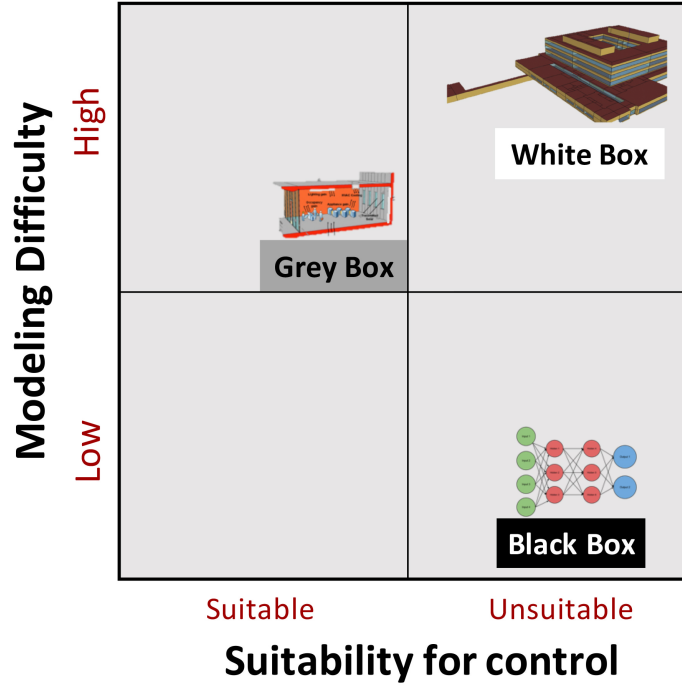 Modeling Difficulty
High
Low
White Box
Grey Box
Black Box
Suitable
Unsuitable
Suitability for control